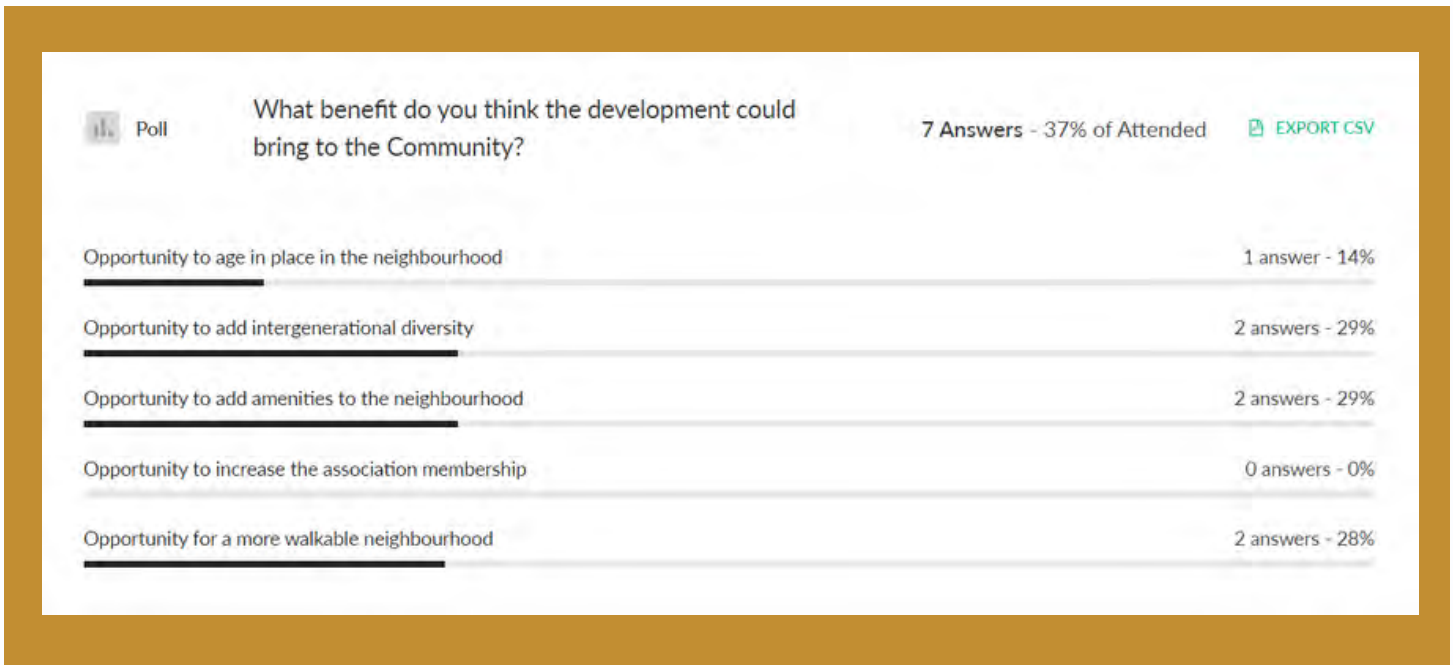 Poll
What benefit do you think the development could
bring to the Community?
7 Answers - 37% of Attended
EXPORT CSV
Opportunity to age in place in the neighbourhood
1 answer - 14%
Opportunity to add intergenerational diversity
2 answers - 29%
Opportunity to add amenities to the neighbourhood
2 answers - 29%
Opportunity to increase the association membership
0 answers - 0%
Opportunity for a more walkable neighbourhood
2 answers - 28%